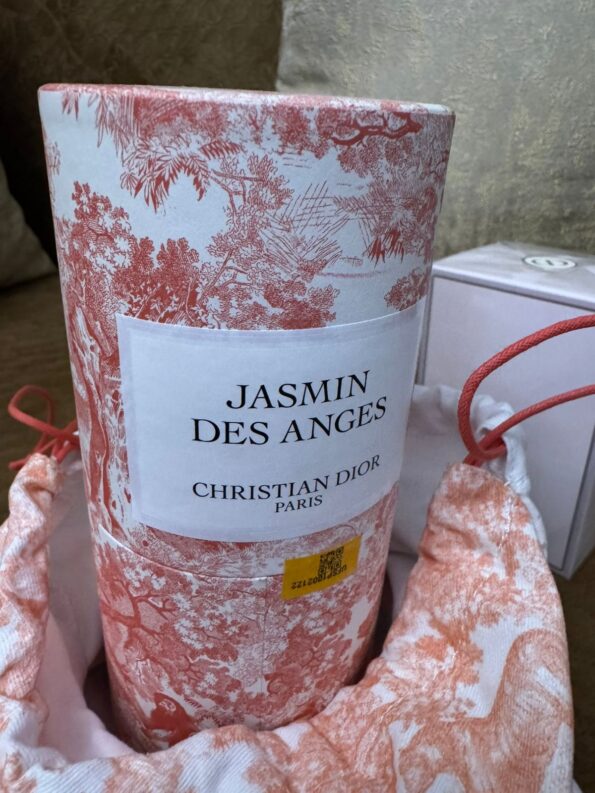 JASMIN
DES ANGES
CHRISTIAN DIOR
PARIS